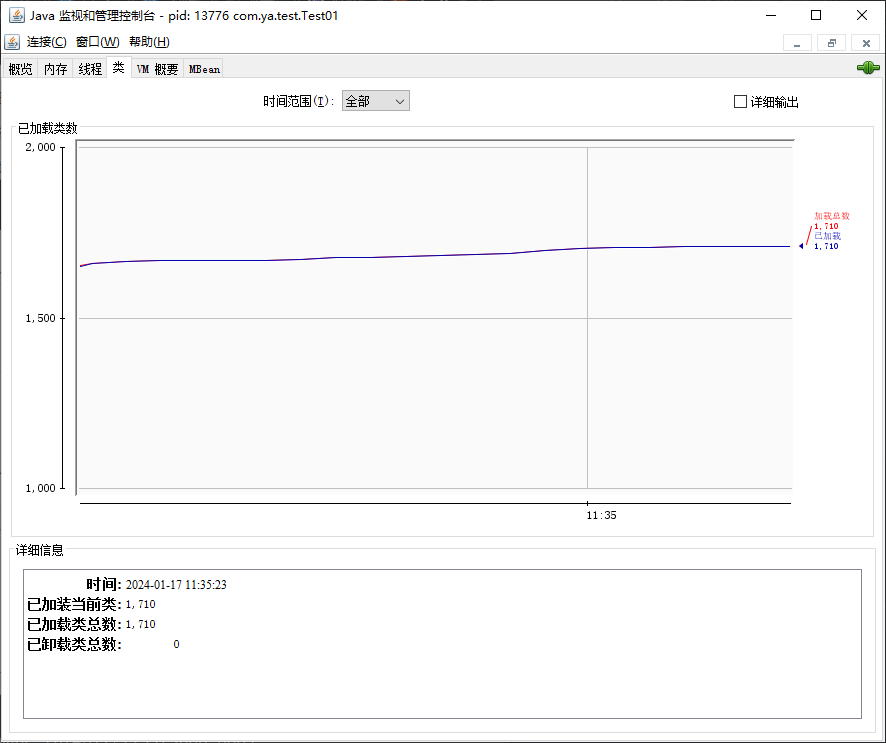 Java 监视和管理控制台 - pid: 13776 com.ya.test.Test01
连接(C) 窗口(W) 帮助(H)
概览 内存 线程 类 VM 概要 MBean
时间范围(T): 全部 详细输出
已加载类数
2,000
1,500
1,000
加载总数
1,710
已加载
1,710
11:35
详细信息
时间: 2024-01-17 11:35:23
已加装当前类: 1,710
已加载类总数: 1,710
已卸载类总数: 0